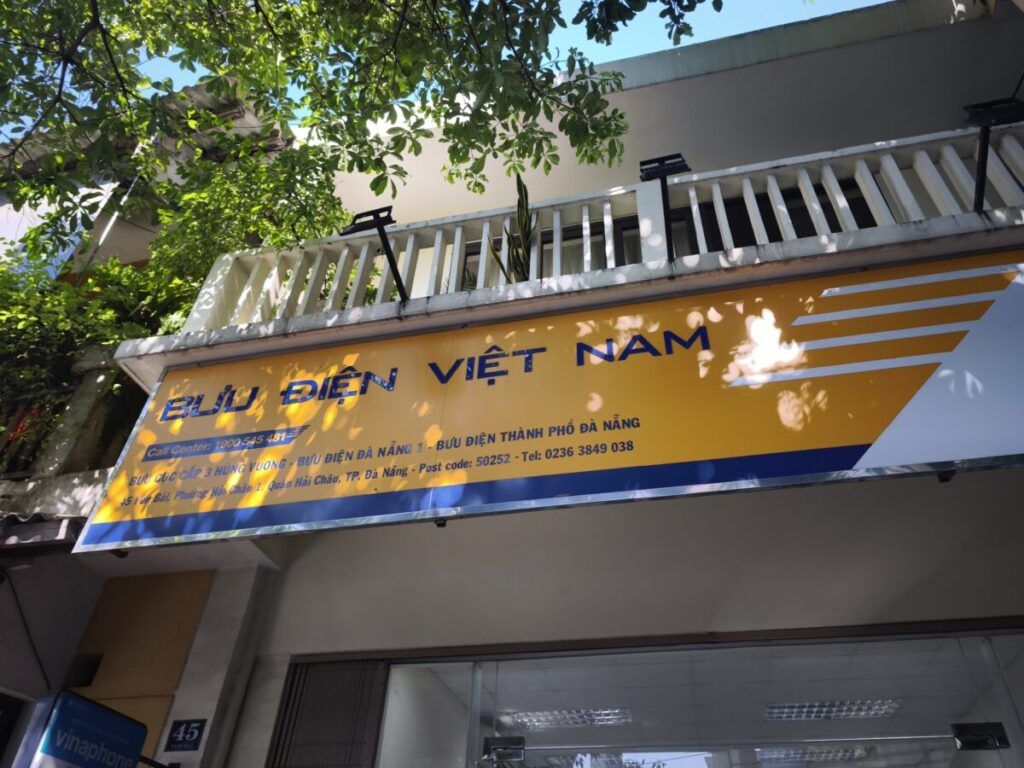 BƯU ĐIỆN VIỆT NAM
Call Center: 1900 545 481
BƯU CỤC CẤP 3 HÙNG VƯƠNG - BƯU ĐIỆN ĐÀ NẴNG 1 - BƯU ĐIỆN THÀNH PHỐ ĐÀ NẴNG
45 Yên Bái, Phường Hải Châu 1, Quận Hải Châu, TP. Đà Nẵng - Post code: 50252 - Tel: 0236 3849 038
45
vinaphone